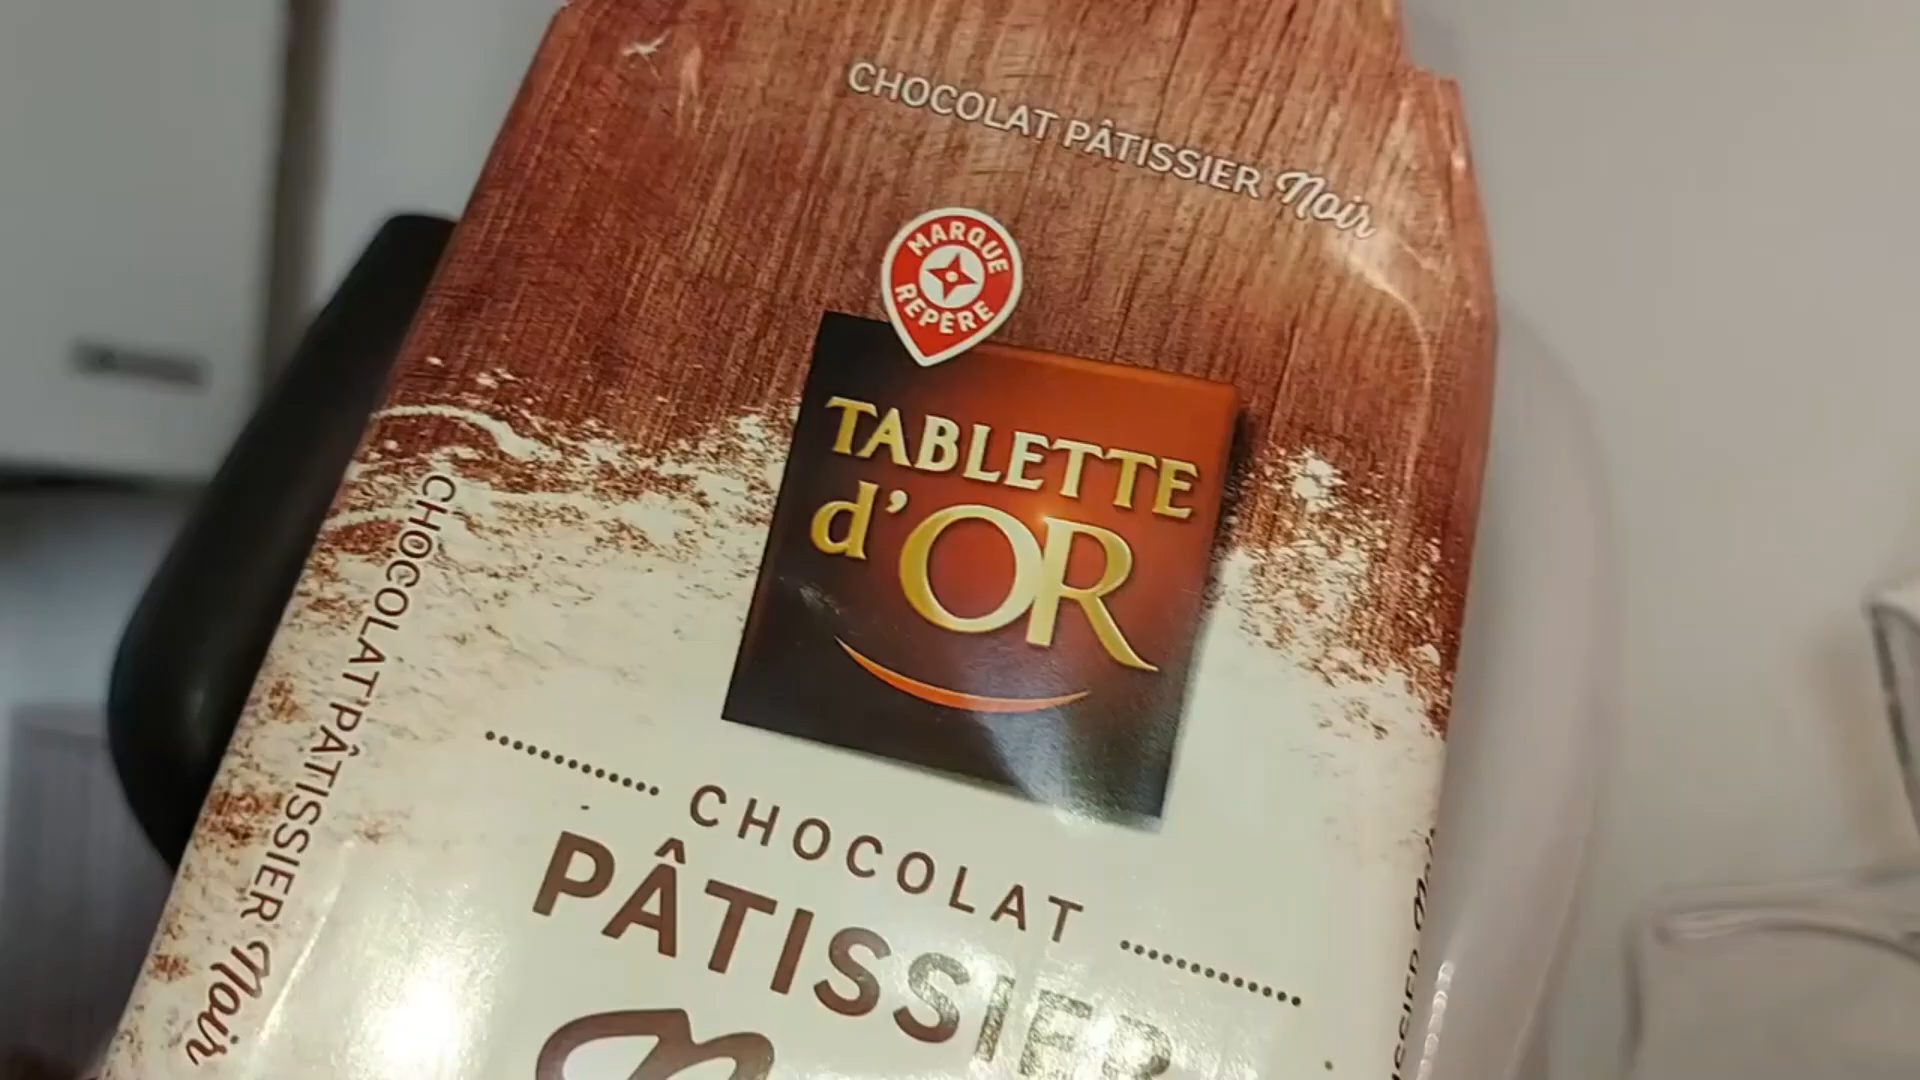 CHOCOLAT PÂTISSIER Noir
MARQUE
REPÈRE
TABLETTE
d'OR
CHOCOLAT
PÂTISSIER
CHOCOLAT PÂTISSIER Noir